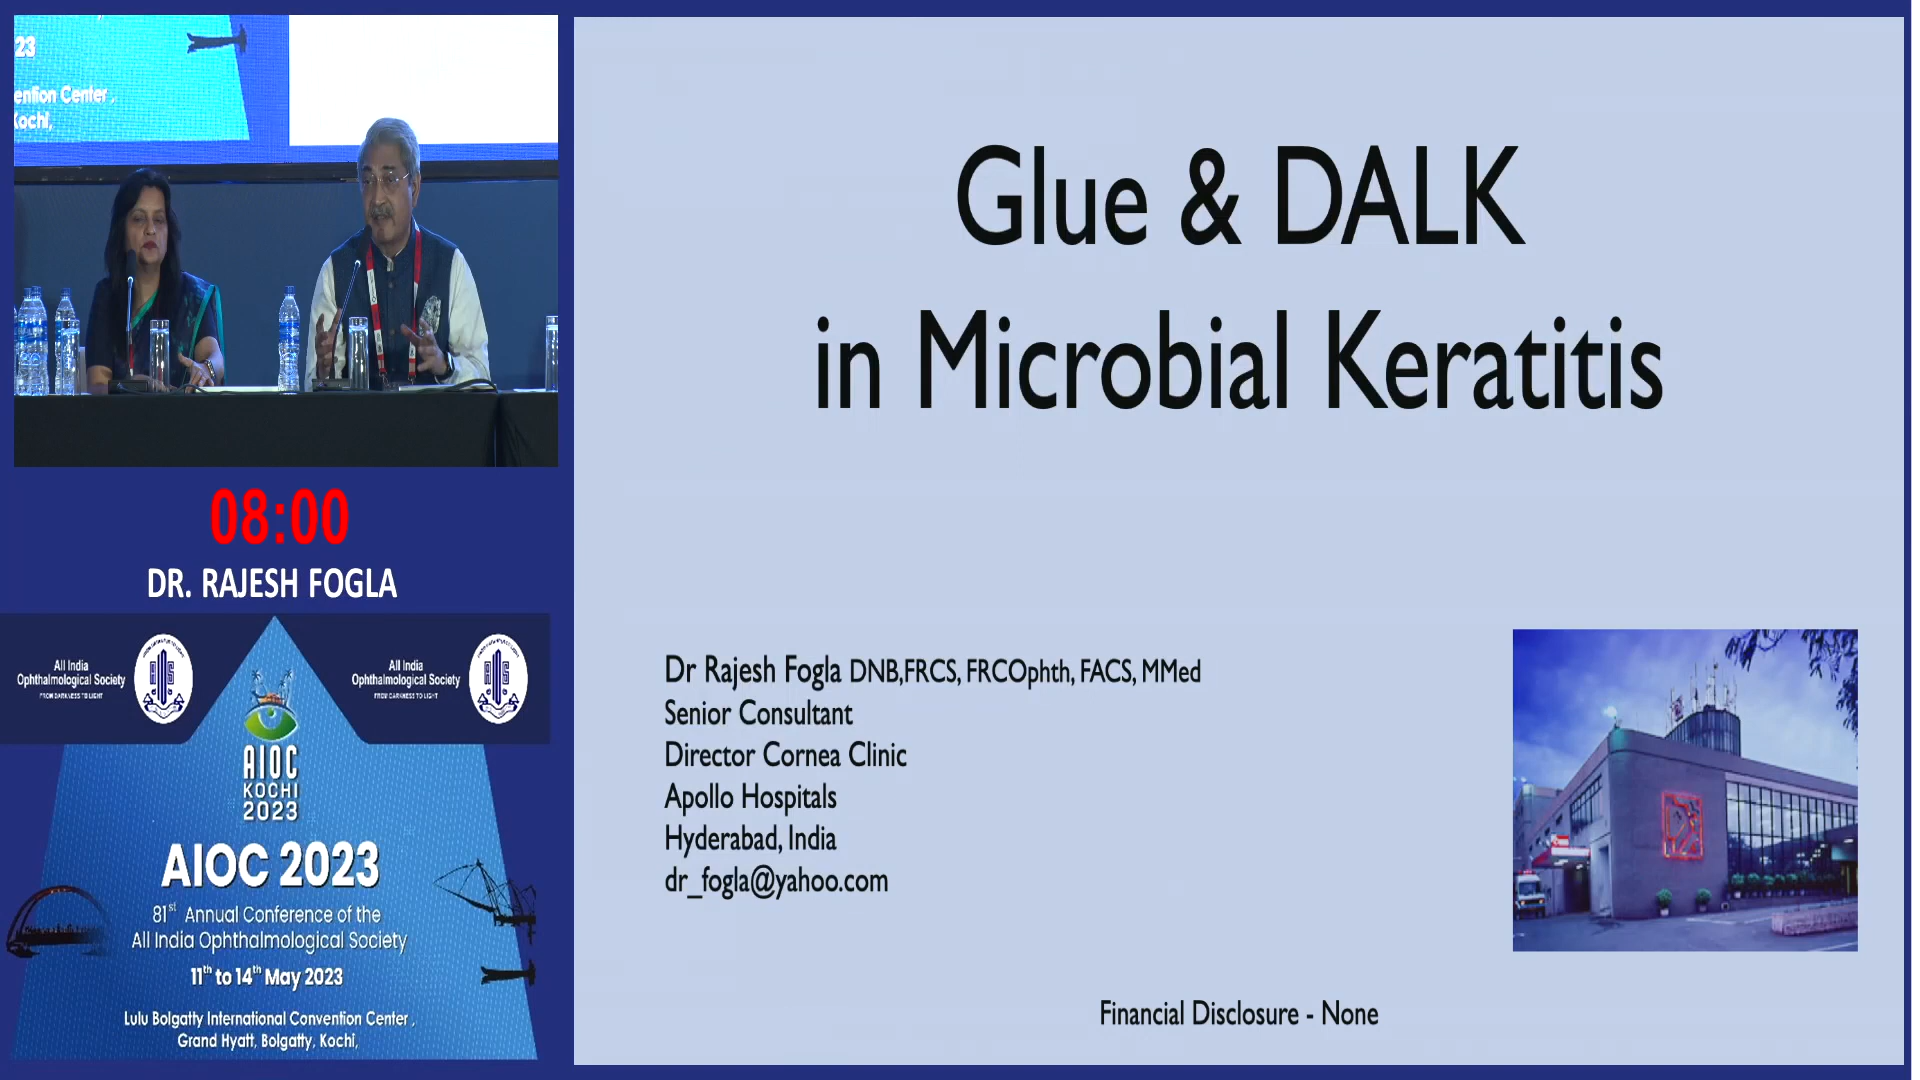 23
ention Center ,
Kochi,
08:00
DR. RAJESH FOGLA
All India
Ophthalmological Society
FROM DARKNESS TO LIGHT
All India
Ophthalmological Society
FROM DARKNESS TO LIGHT
AIOC
KOCHI
2023
AIOC 2023
81st Annual Conference of the
All India Ophthalmological Society
11th to 14th May 2023
Lulu Bolgatty International Convention Center ,
Grand Hyatt, Bolgatty, Kochi,
Glue & DALK
in Microbial Keratitis
Dr Rajesh Fogla DNB,FRCS, FRCOphth, FACS, MMed
Senior Consultant
Director Cornea Clinic
Apollo Hospitals
Hyderabad, India
dr_fogla@yahoo.com
Financial Disclosure - None